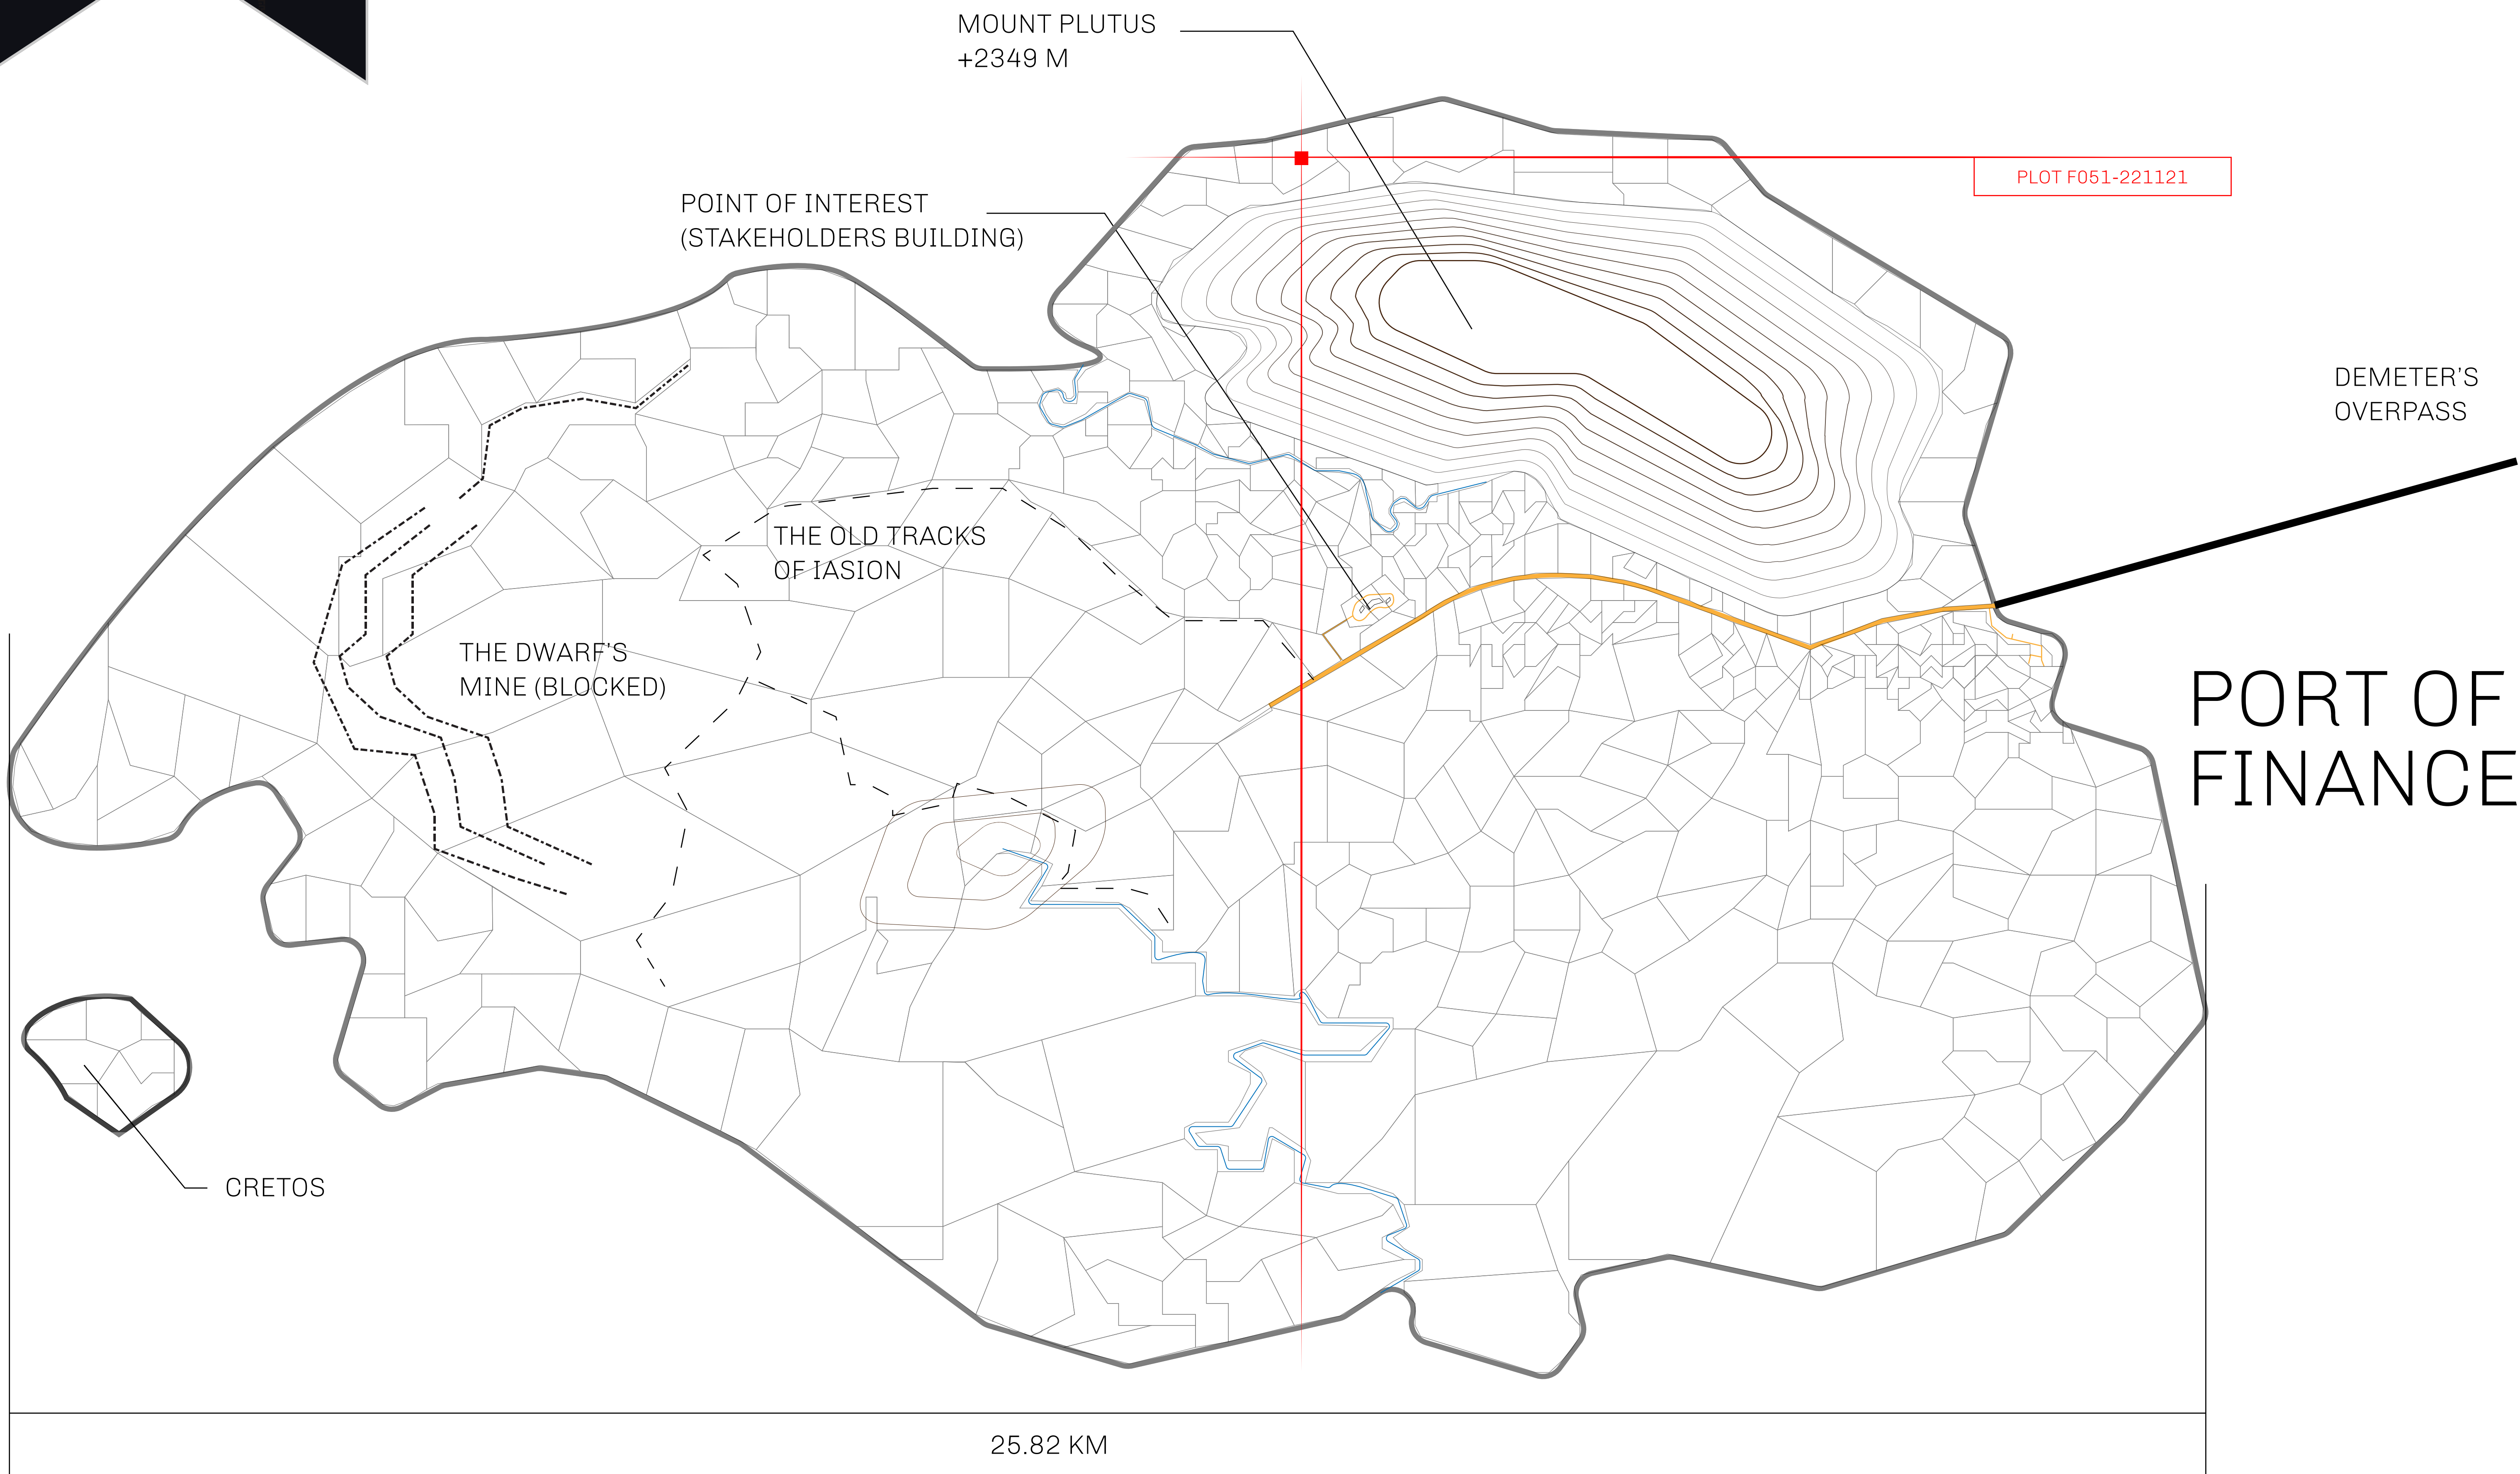 MOUNT PLUTUS
+2349 M
PLOT F051-221121
POINT OF INTEREST
(STAKEHOLDERS BUILDING)
DEMETER'S
OVERPASS
THE OLD TRACKS
OF IASION
THE DWARF'S
MINE (BLOCKED)
PORT OF
FINANCE
CRETOS
25.82 KM